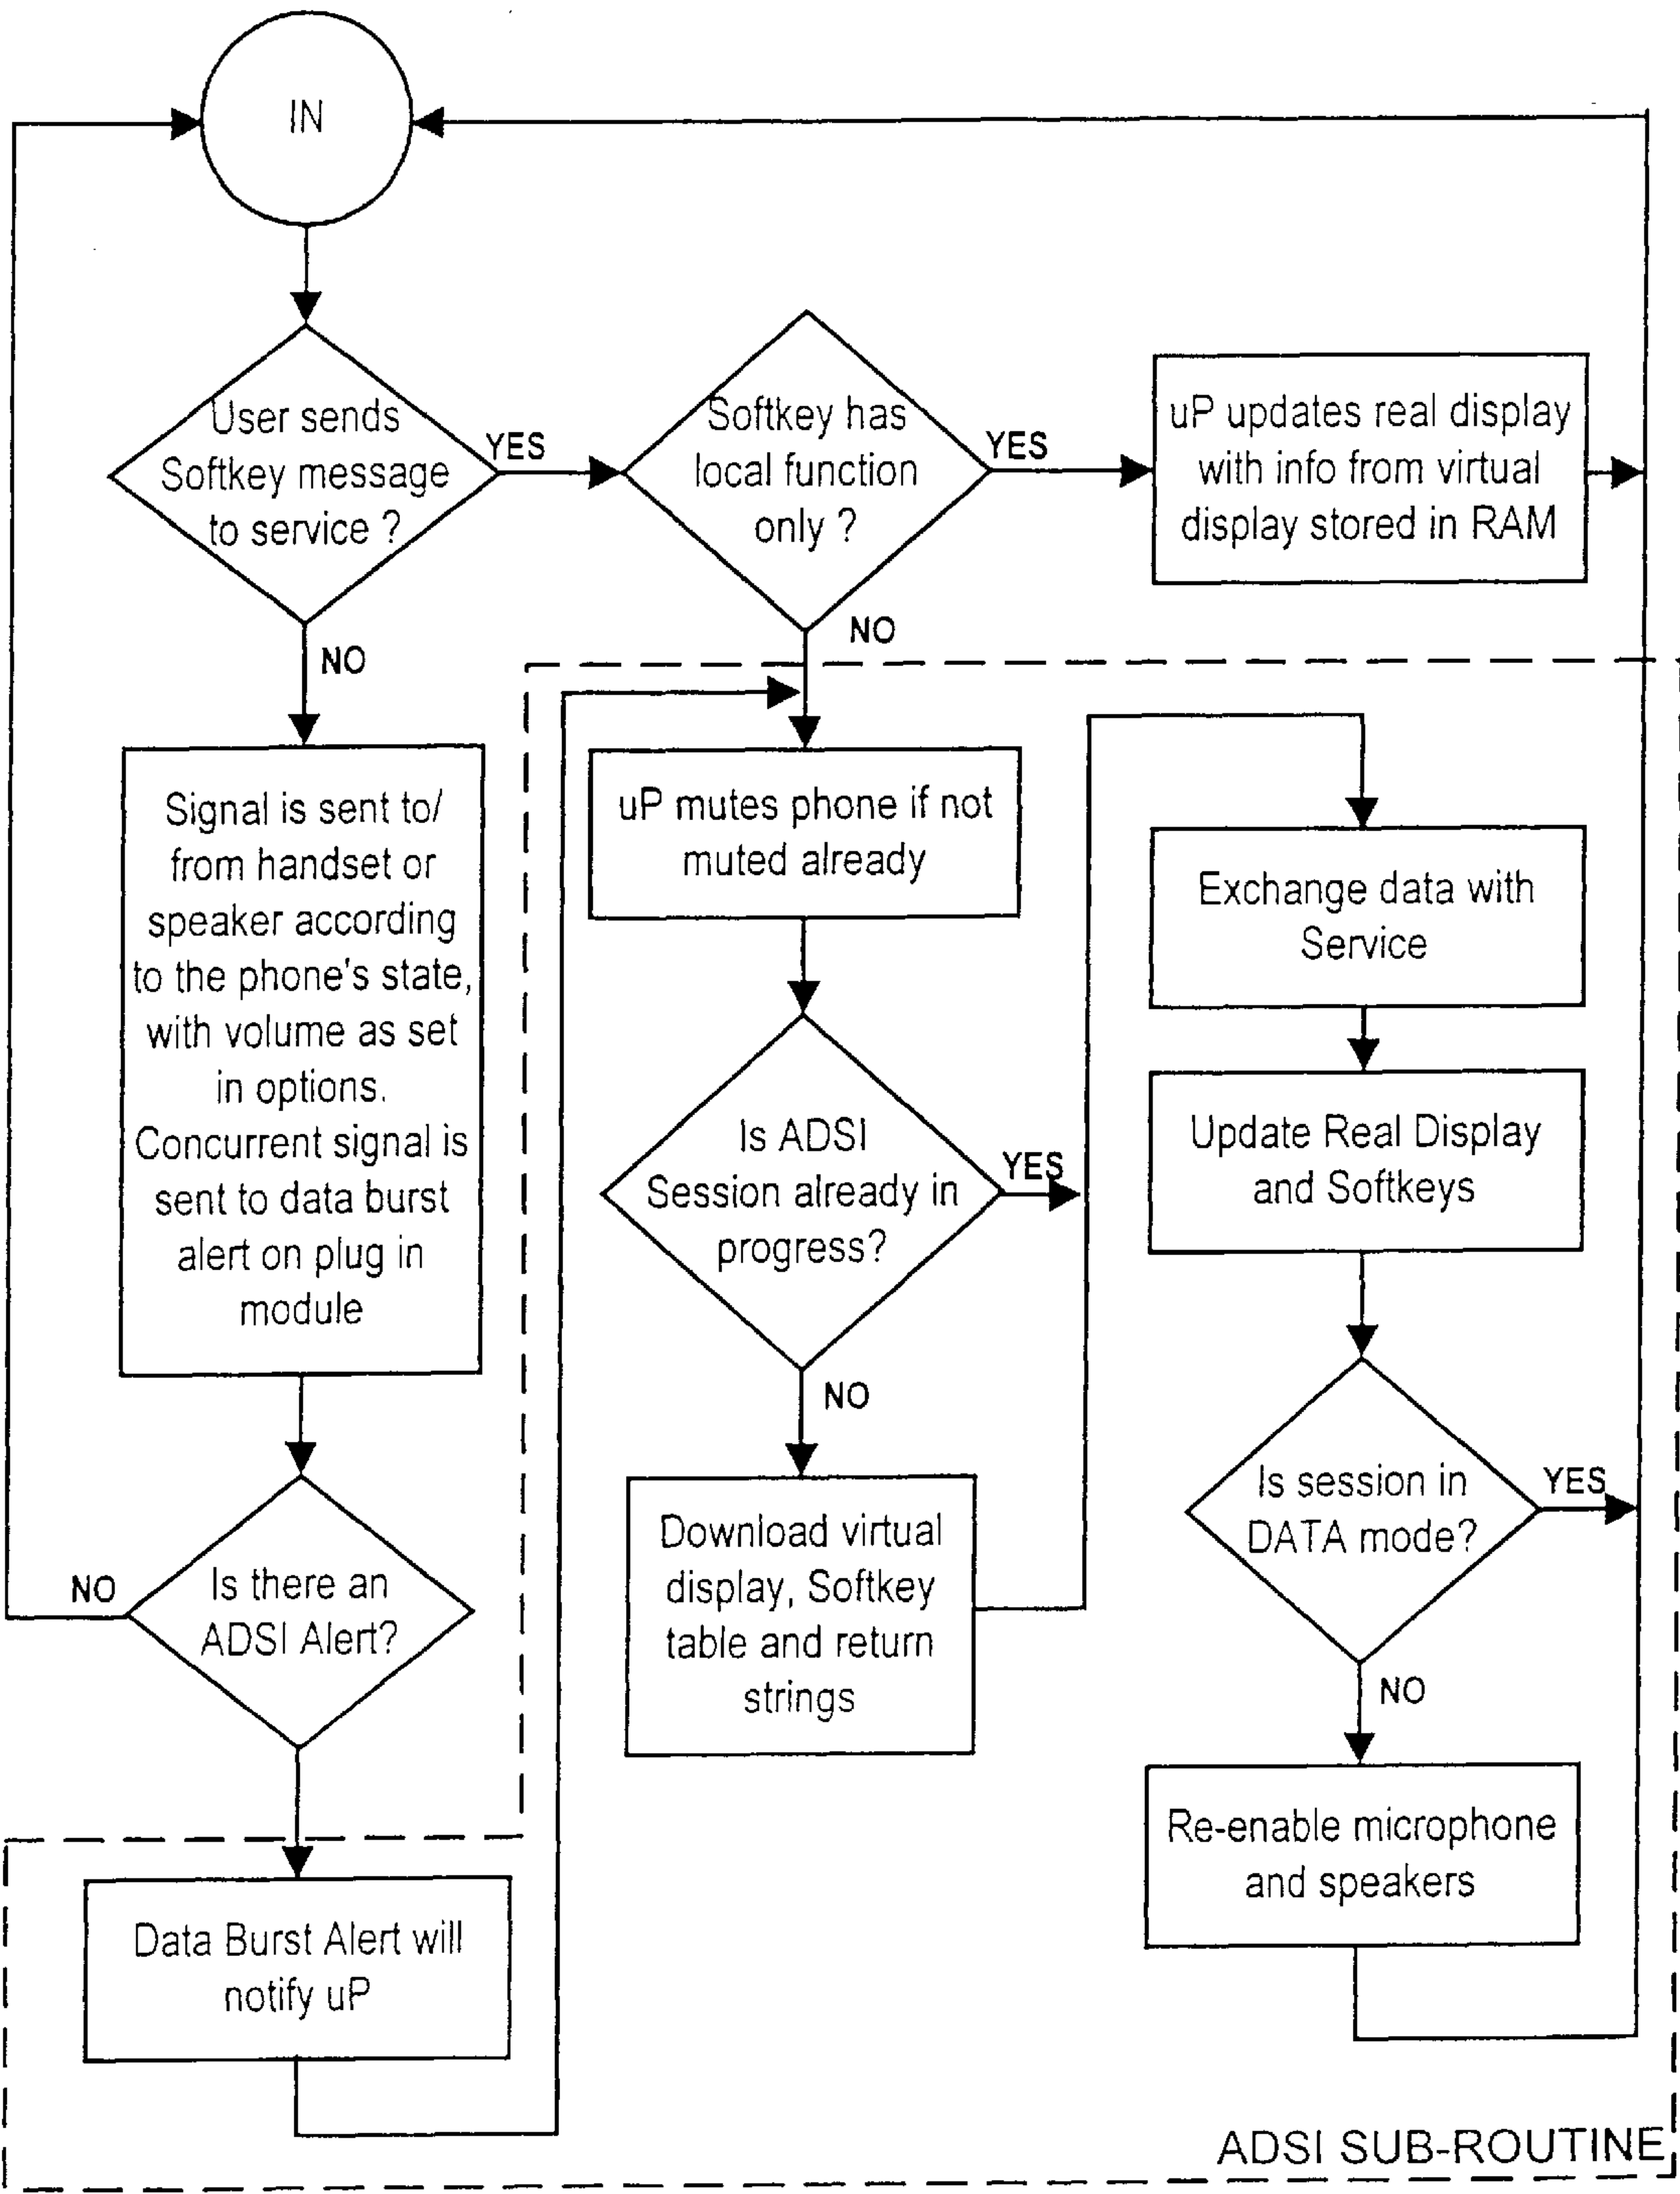 IN
User sends
Softkey message
to service ?
YES
NO
Softkey has
local function
only ?
YES
NO
uP updates real display
with info from virtual
display stored in RAM
Signal is sent to/
from handset or
speaker according
to the phone's state,
with volume as set
in options.
Concurrent signal is
sent to data burst
alert on plug in
module
Is there an
ADSI Alert?
NO
Data Burst Alert will
notify uP
uP mutes phone if not
muted already
Is ADSI
Session already in
progress?
YES
NO
Download virtual
display, Softkey
table and return
strings
Exchange data with
Service
Update Real Display
and Softkeys
Is session in
DATA mode?
YES
NO
Re-enable microphone
and speakers
ADSI SUB-ROUTINE